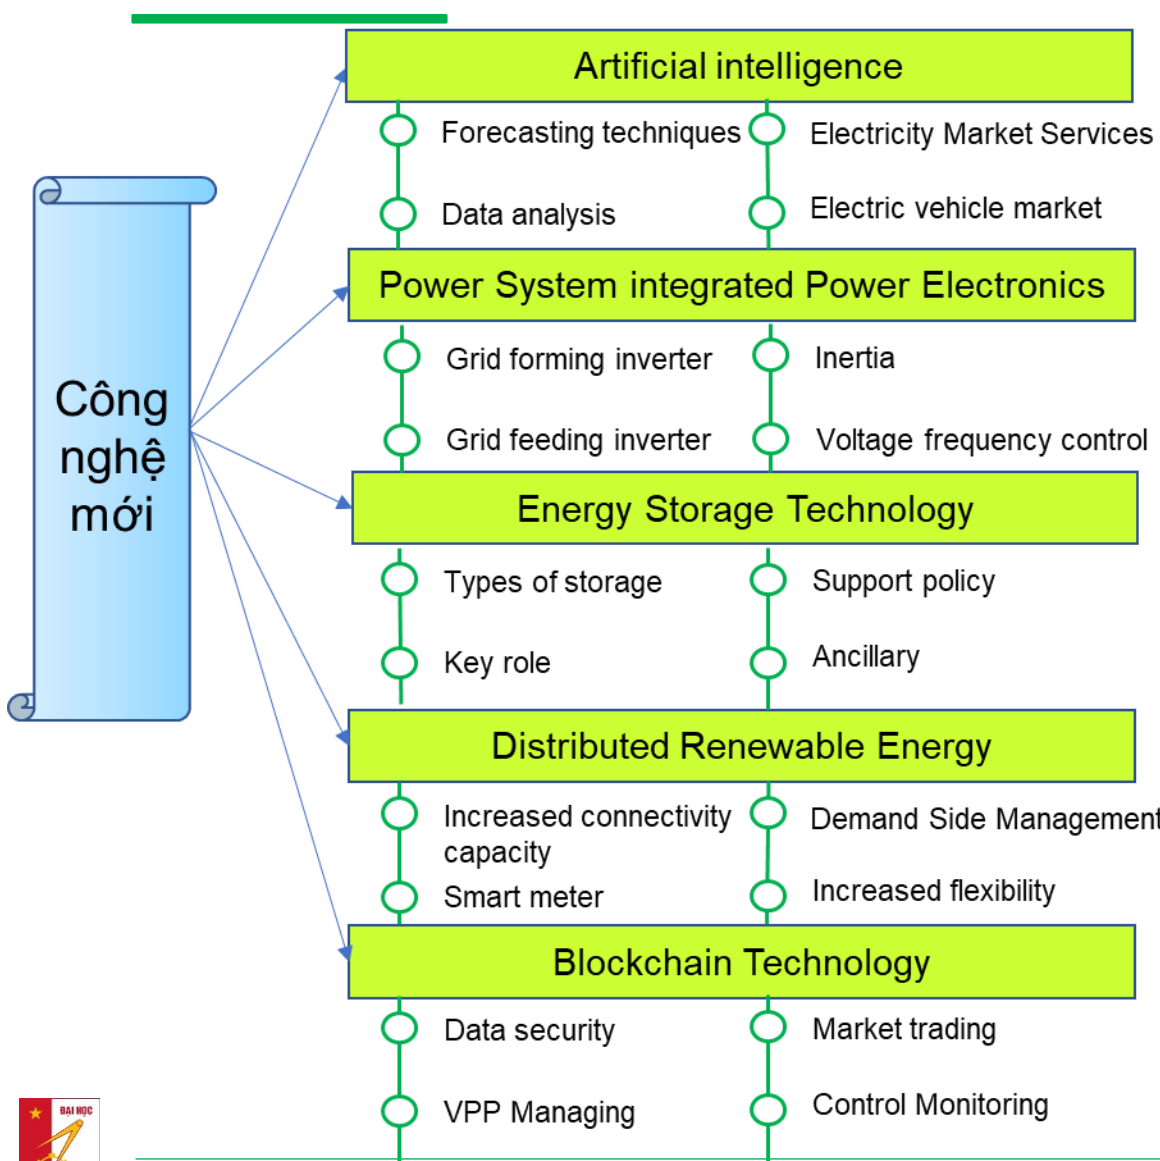 Công
nghệ
mới
Artificial intelligence
Forecasting techniques
Electricity Market Services
Data analysis
Electric vehicle market
Power System integrated Power Electronics
Grid forming inverter
Inertia
Grid feeding inverter
Voltage frequency control
Energy Storage Technology
Types of storage
Support policy
Key role
Ancillary
Distributed Renewable Energy
Increased connectivity
capacity
Demand Side Management
Smart meter
Increased flexibility
Blockchain Technology
Data security
Market trading
VPP Managing
Control Monitoring
ĐẠI HỌC